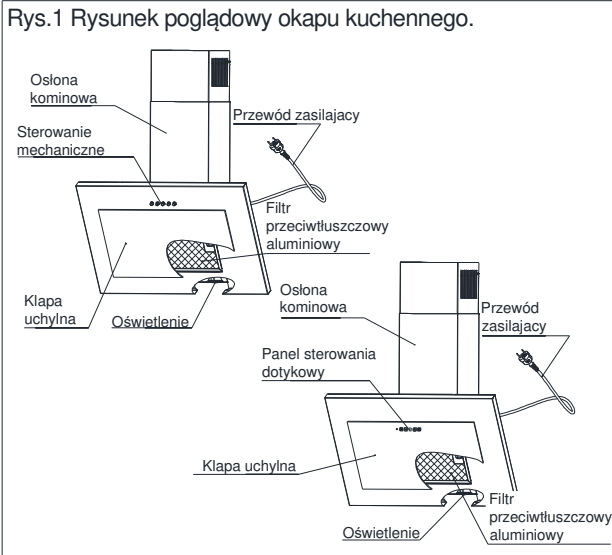 Rys.1 Rysunek poglądowy okapu kuchennego.
Osłona
kominowa
Przewód zasilajacy
Sterowanie
mechaniczne
Filtr
przeciwtłuszczowy
aluminiowy
Klapa
uchylna
Oświetlenie
Osłona
kominowa
Przewód
zasilajacy
Panel sterowania
dotykowy
Klapa uchylna
Filtr
przeciwtłuszczowy
aluminiowy
Oświetlenie